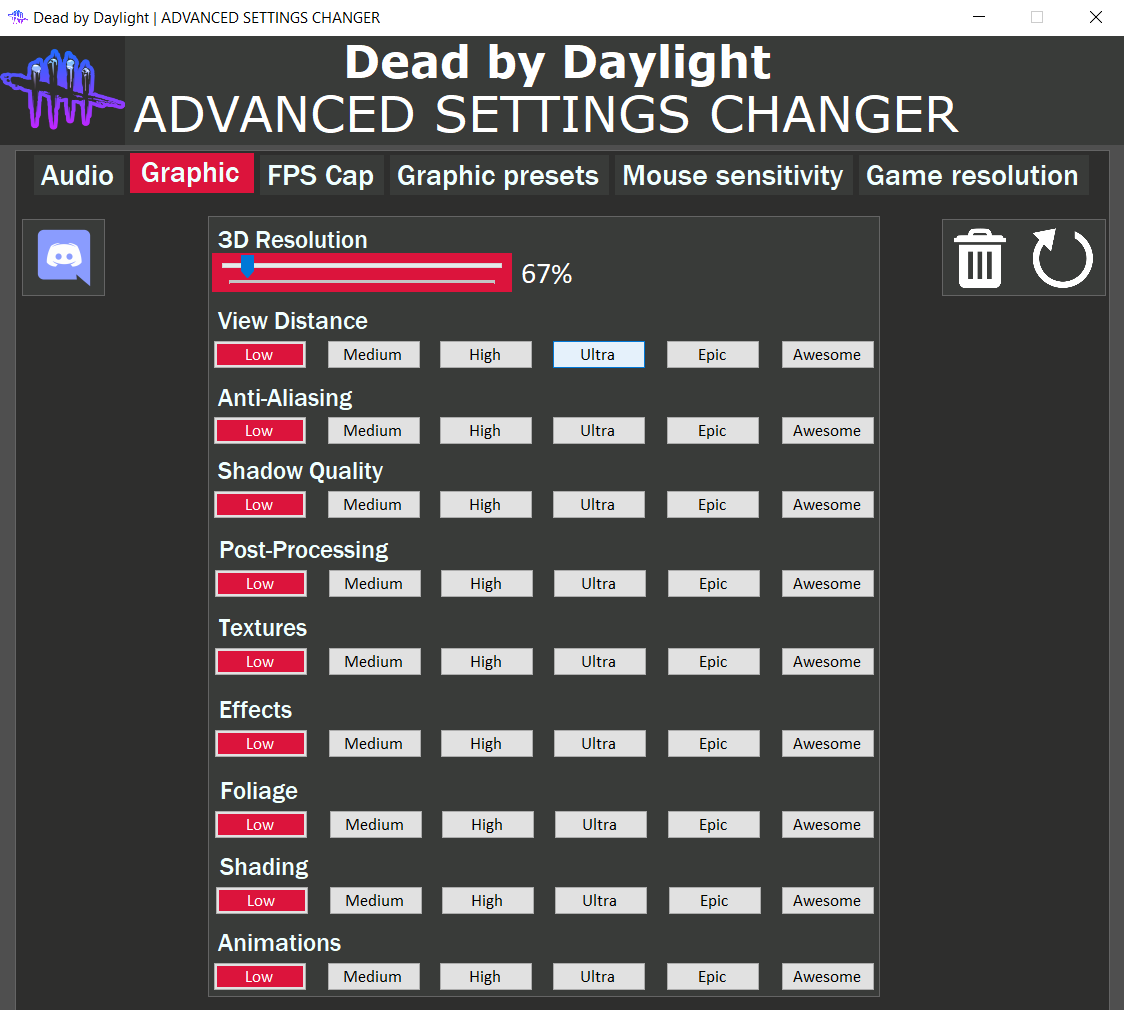 Dead by Daylight | ADVANCED SETTINGS CHANGER
Dead by Daylight
ADVANCED SETTINGS CHANGER
Audio Graphic FPS Cap Graphic presets Mouse sensitivity Game resolution
3D Resolution
67%
View Distance
Low Medium High Ultra Epic Awesome
Anti-Aliasing
Low Medium High Ultra Epic Awesome
Shadow Quality
Low Medium High Ultra Epic Awesome
Post-Processing
Low Medium High Ultra Epic Awesome
Textures
Low Medium High Ultra Epic Awesome
Effects
Low Medium High Ultra Epic Awesome
Foliage
Low Medium High Ultra Epic Awesome
Shading
Low Medium High Ultra Epic Awesome
Animations
Low Medium High Ultra Epic Awesome